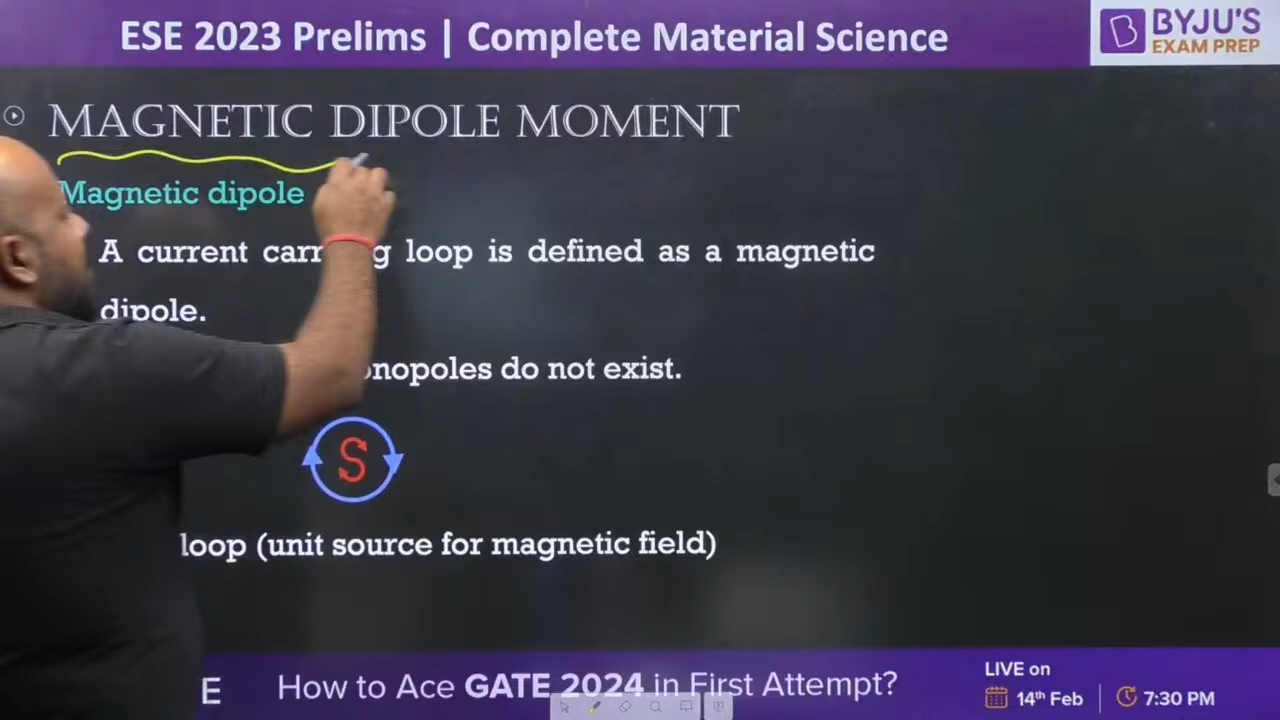 ESE 2023 Prelims | Complete Material Science
BYJU'S
EXAM PREP
MAGNETIC DIPOLE MOMENT
Magnetic dipole
A current loop is defined as a magnetic
dipole.
do not exist.
S
loop (unit source for magnetic field)
E
How to Ace GATE 2024 in First Attempt?
LIVE on
14th Feb
7:30 PM